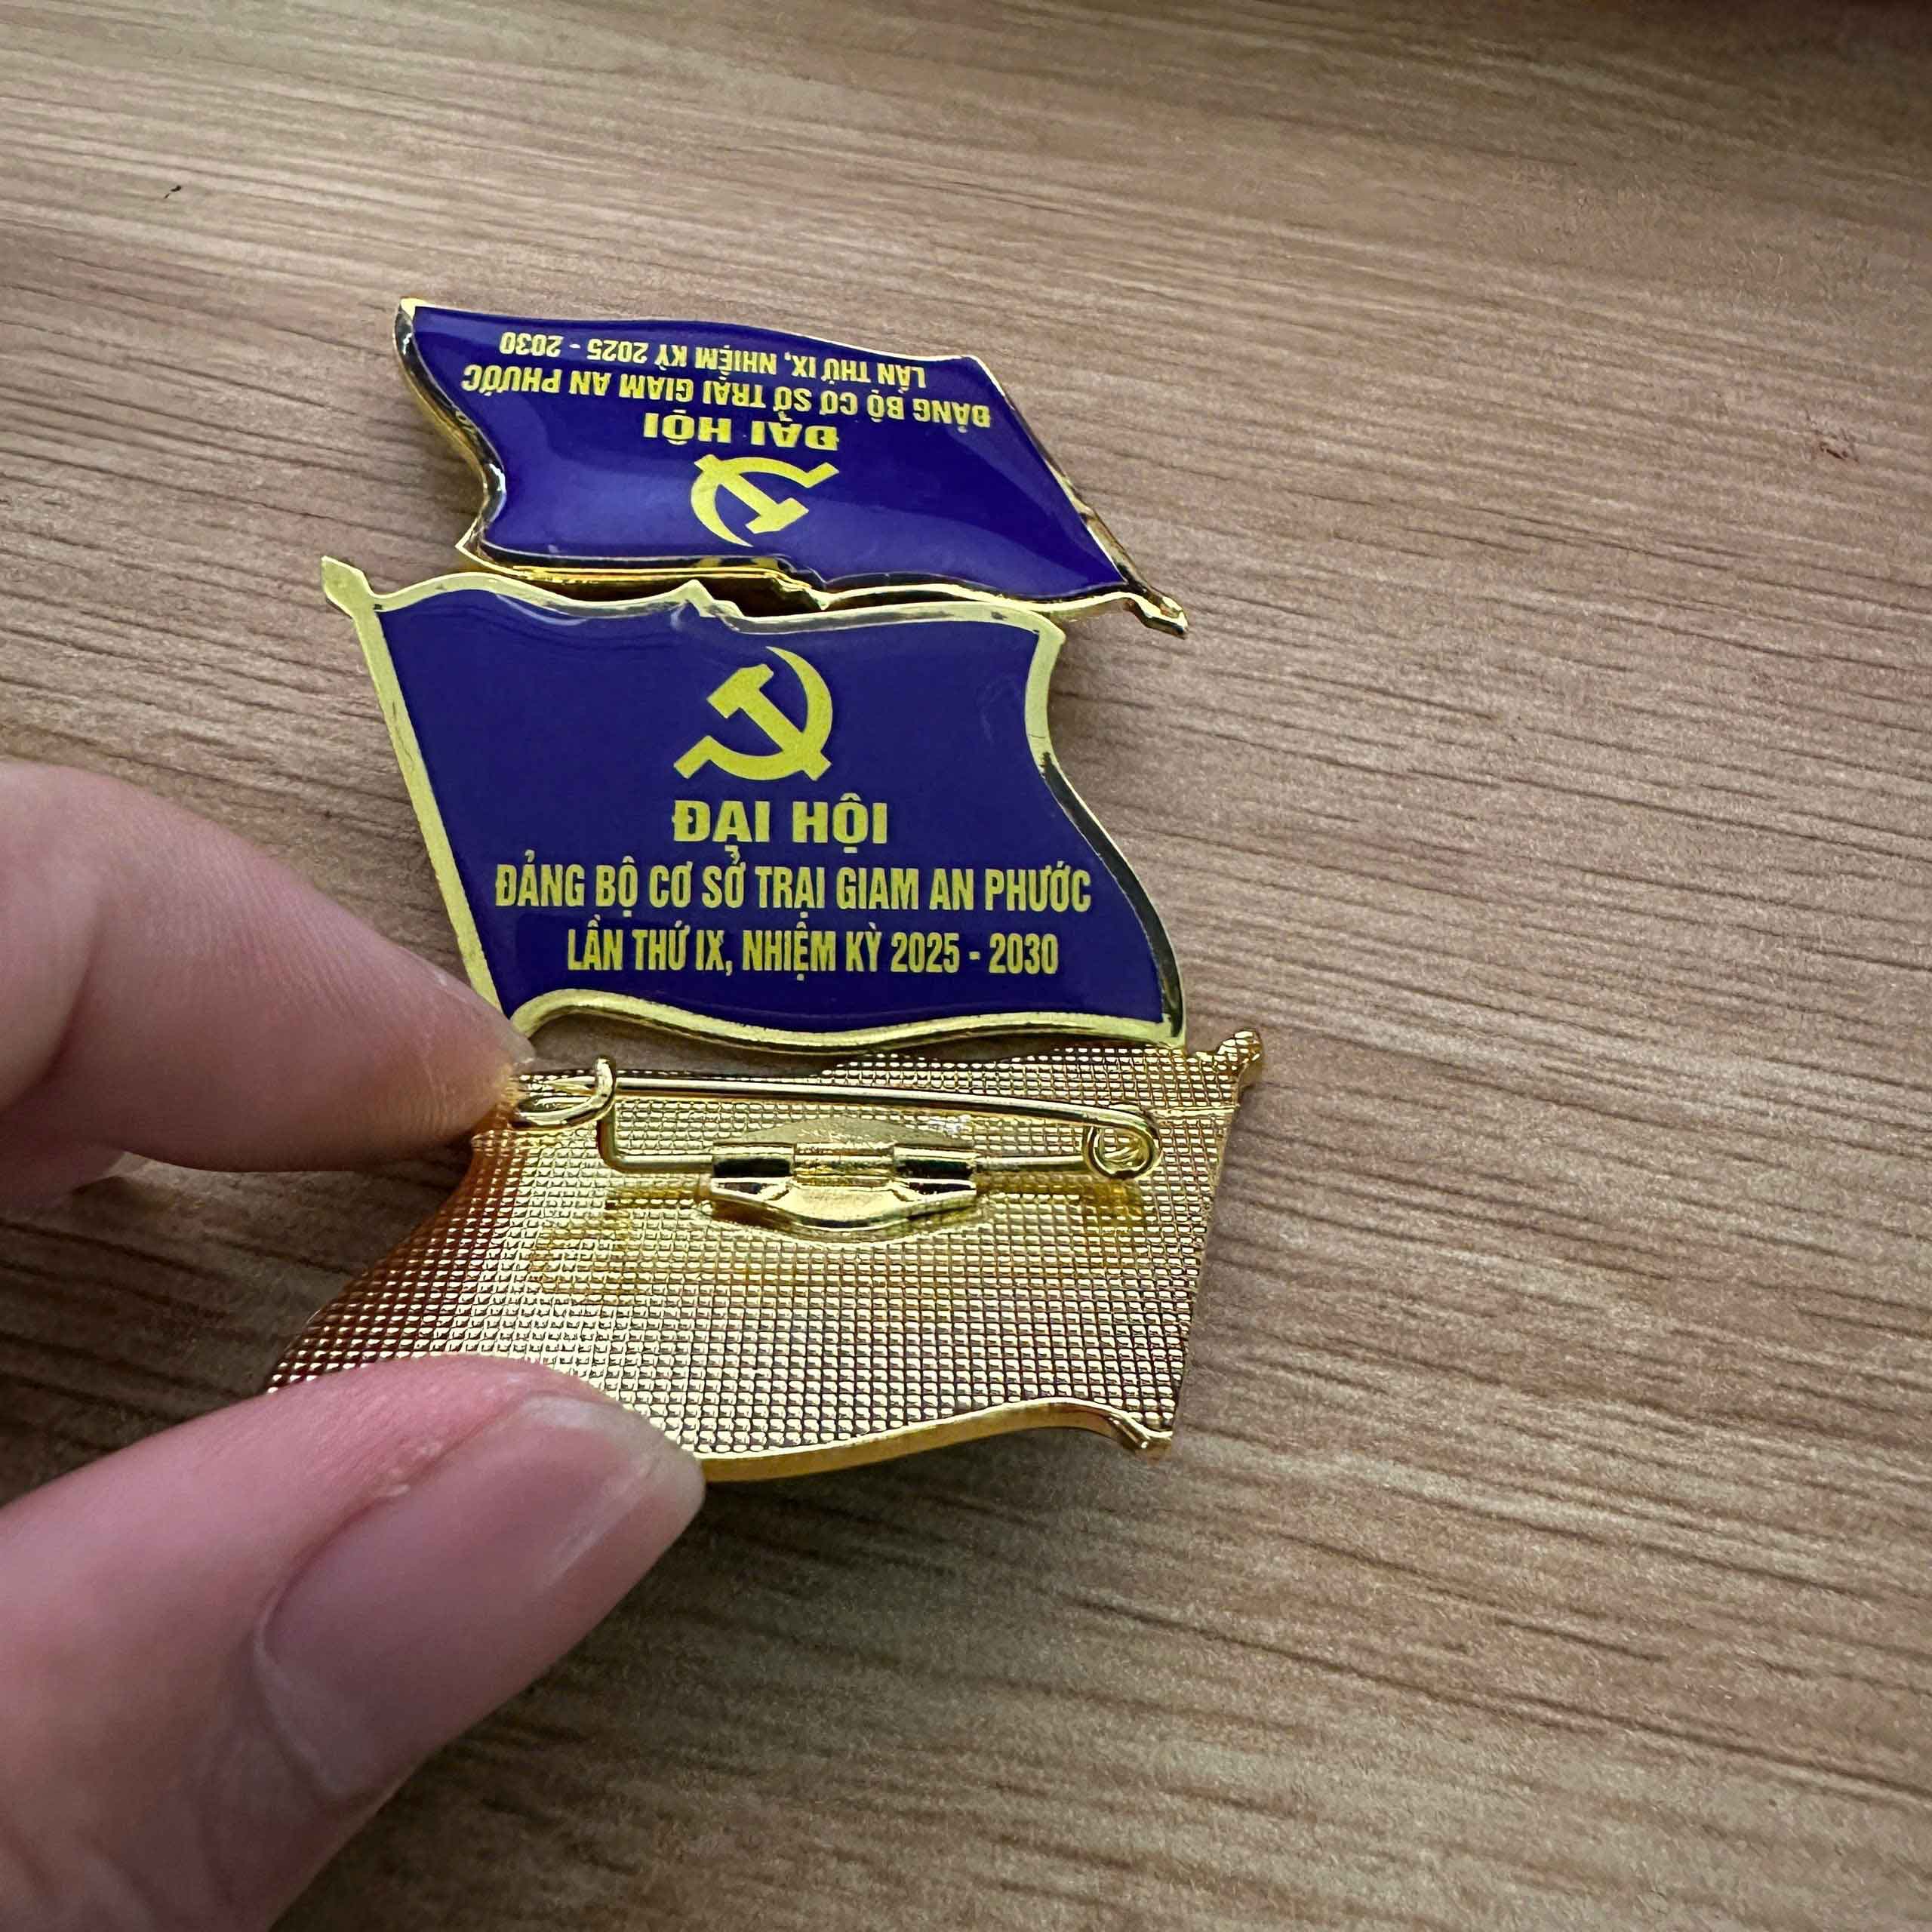 2030 - LẦN THỨ IX, NHIỆM KỲ 2025
ĐẢNG BỘ CƠ SỞ TRẠI GIAM AN PHƯỚC
ĐẠI HỘI
ĐẠI HỘI
ĐẢNG BỘ CƠ SỞ TRẠI GIAM AN PHƯỚC
LẦN THỨ IX, NHIỆM KỲ 2025 - 2030